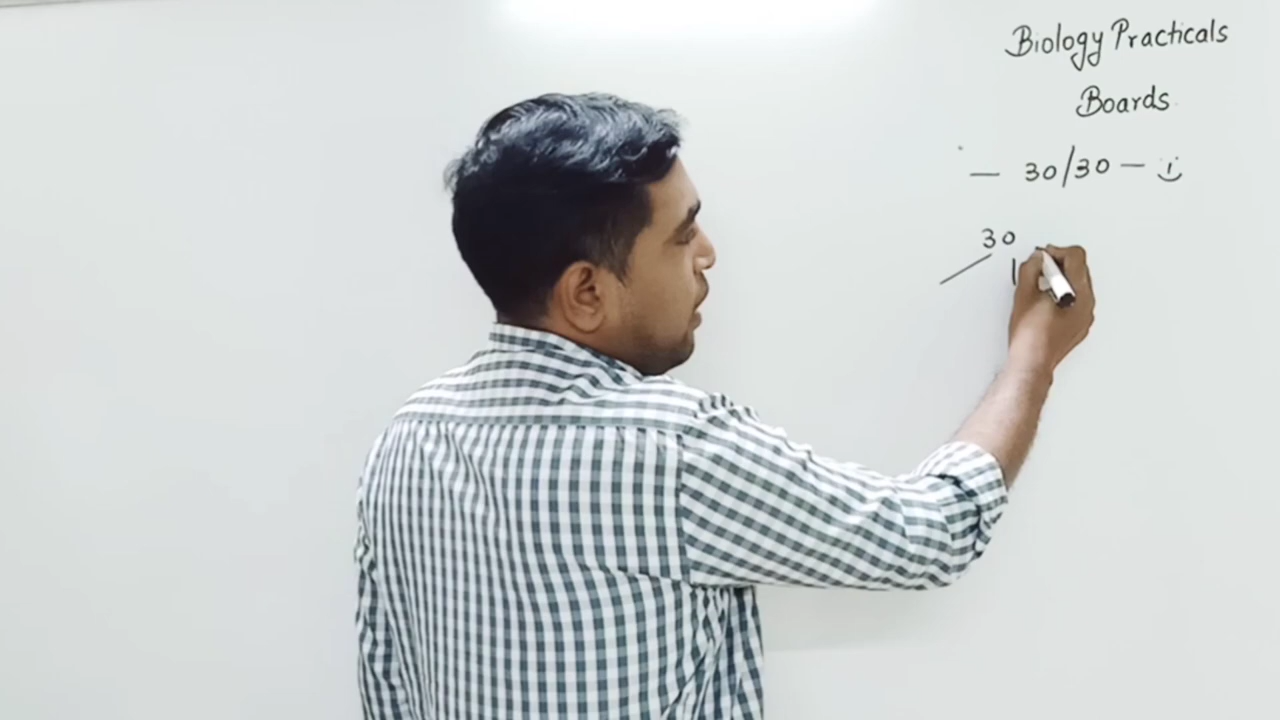 Biology Practicals
Boards
— 30/30 —
30